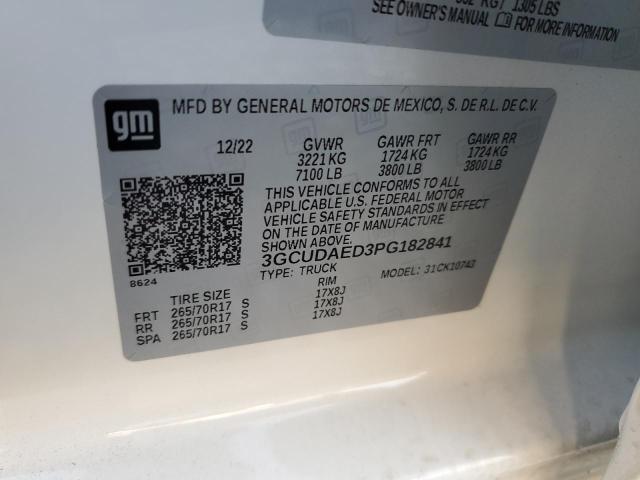 KG / 1305 LBS
SEE OWNER'S MANUAL FOR MORE INFORMATION
gm
MFD BY GENERAL MOTORS DE MEXICO, S. DE R.L. DE C.V.
12/22 GVWR GAWR FRT GAWR RR
3221 KG 1724 KG 1724 KG
7100 LB 3800 LB 3800 LB
THIS VEHICLE CONFORMS TO ALL
APPLICABLE U.S. FEDERAL MOTOR
VEHICLE SAFETY STANDARDS IN EFFECT
ON THE DATE OF MANUFACTURE
SHOWN ABOVE.
3GCUDAED3PG182841
8624
TYPE: TRUCK MODEL: 31CK10743
TIRE SIZE RIM
FRT 265/70R17 S 17X8J
RR 265/70R17 S 17X8J
SPA 265/70R17 S 17X8J